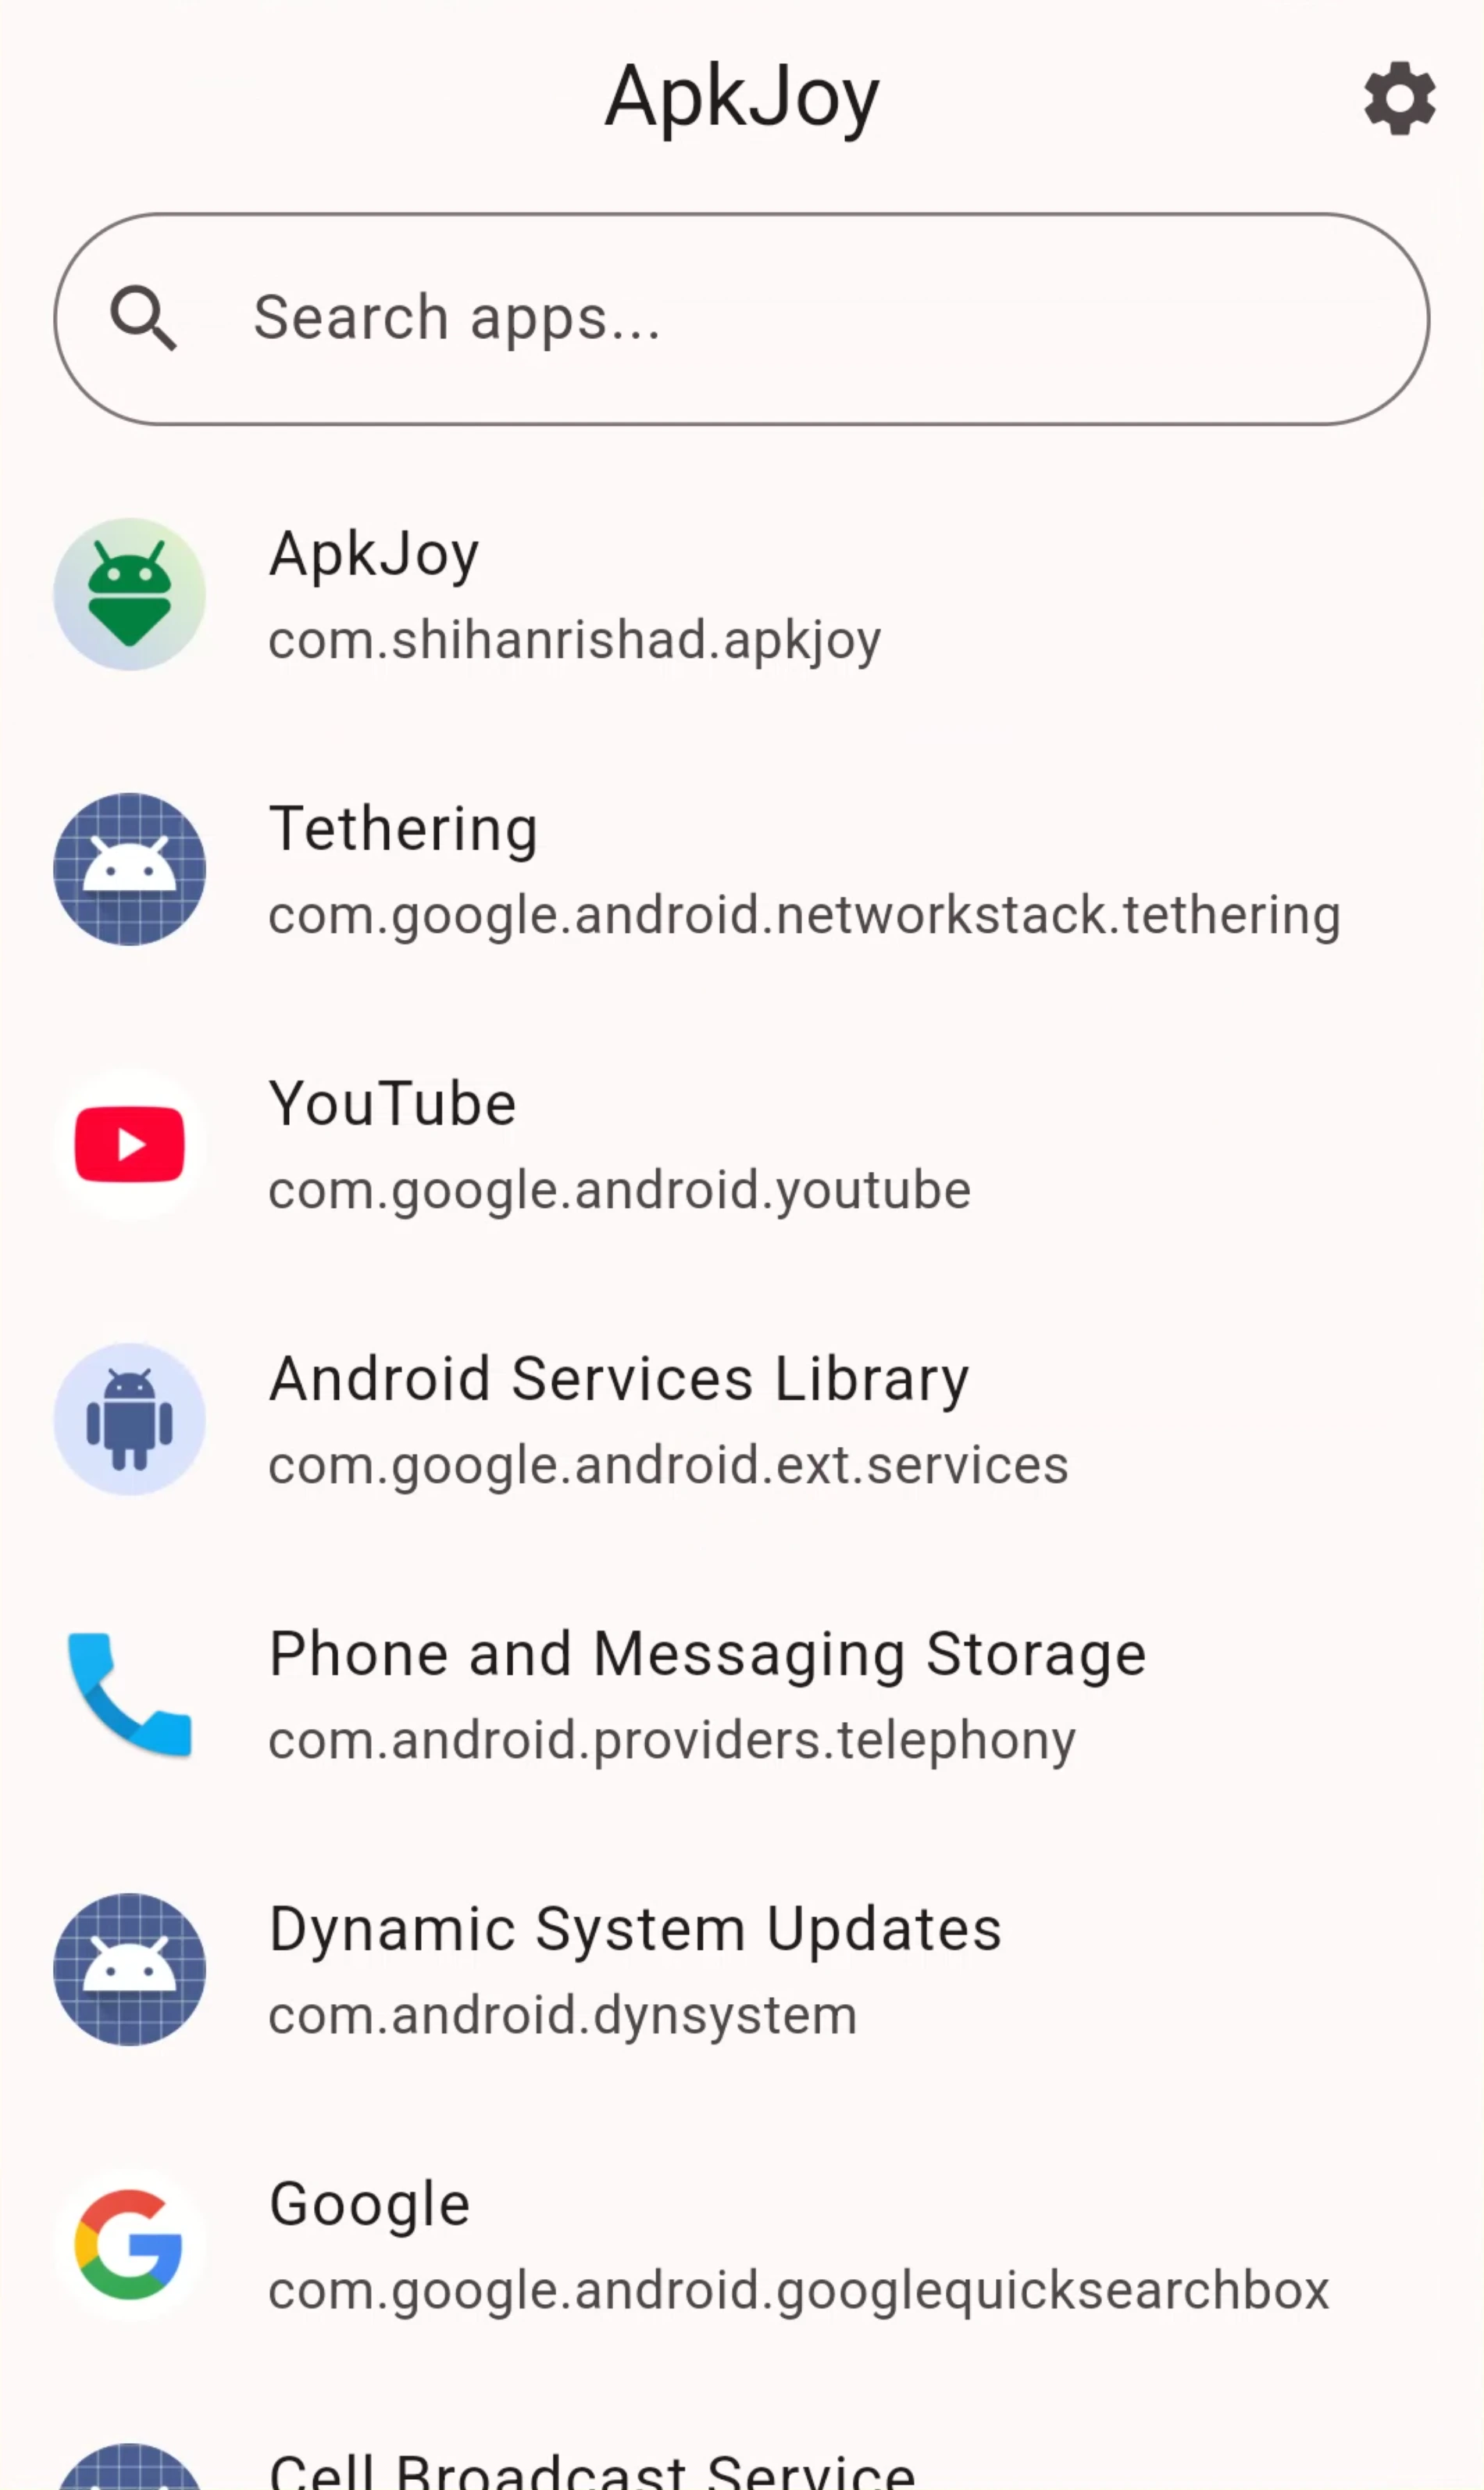 ApkJoy
Search apps...
ApkJoy
com.shihanrishad.apkjoy
Tethering
com.google.android.networkstack.tethering
YouTube
com.google.android.youtube
Android Services Library
com.google.android.ext.services
Phone and Messaging Storage
com.android.providers.telephony
Dynamic System Updates
com.android.dynsystem
Google
com.google.android.googlequicksearchbox
Cell Broadcast Service